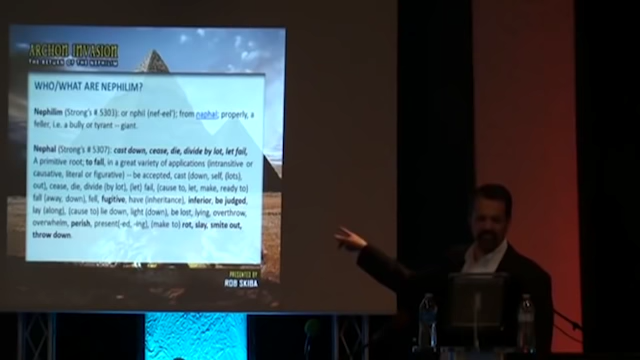 ARCHON INVASION
THE RETURN OF THE NEPHILIM
WHO/WHAT ARE NEPHILIM?
Nephilim (Strong's # 5303): or nphil (nef-eel'); from naphal; properly, a
feller, i.e. a bully or tyrant -- giant.
Nephal (Strong's # 5307): cast down, cease, die, divide by lot, let fail,
A primitive root; to fall, in a great variety of applications (intransitive or
causative, literal or figurative) -- be accepted, cast (down, self, (lots)
out), cease, die, divide (by lot), (let) fail, (cause to, let, make, ready to)
fall (away, down), fell, fugitive, have (inheritance), inferior, be judged,
lay (along), (cause to) lie down, light (down), be lost, lying, overthrow,
overwhelm, perish, present(-ed, -ing), (make to) rot, slay, smite out,
throw down.
PRESENTED BY
ROB SKIBA